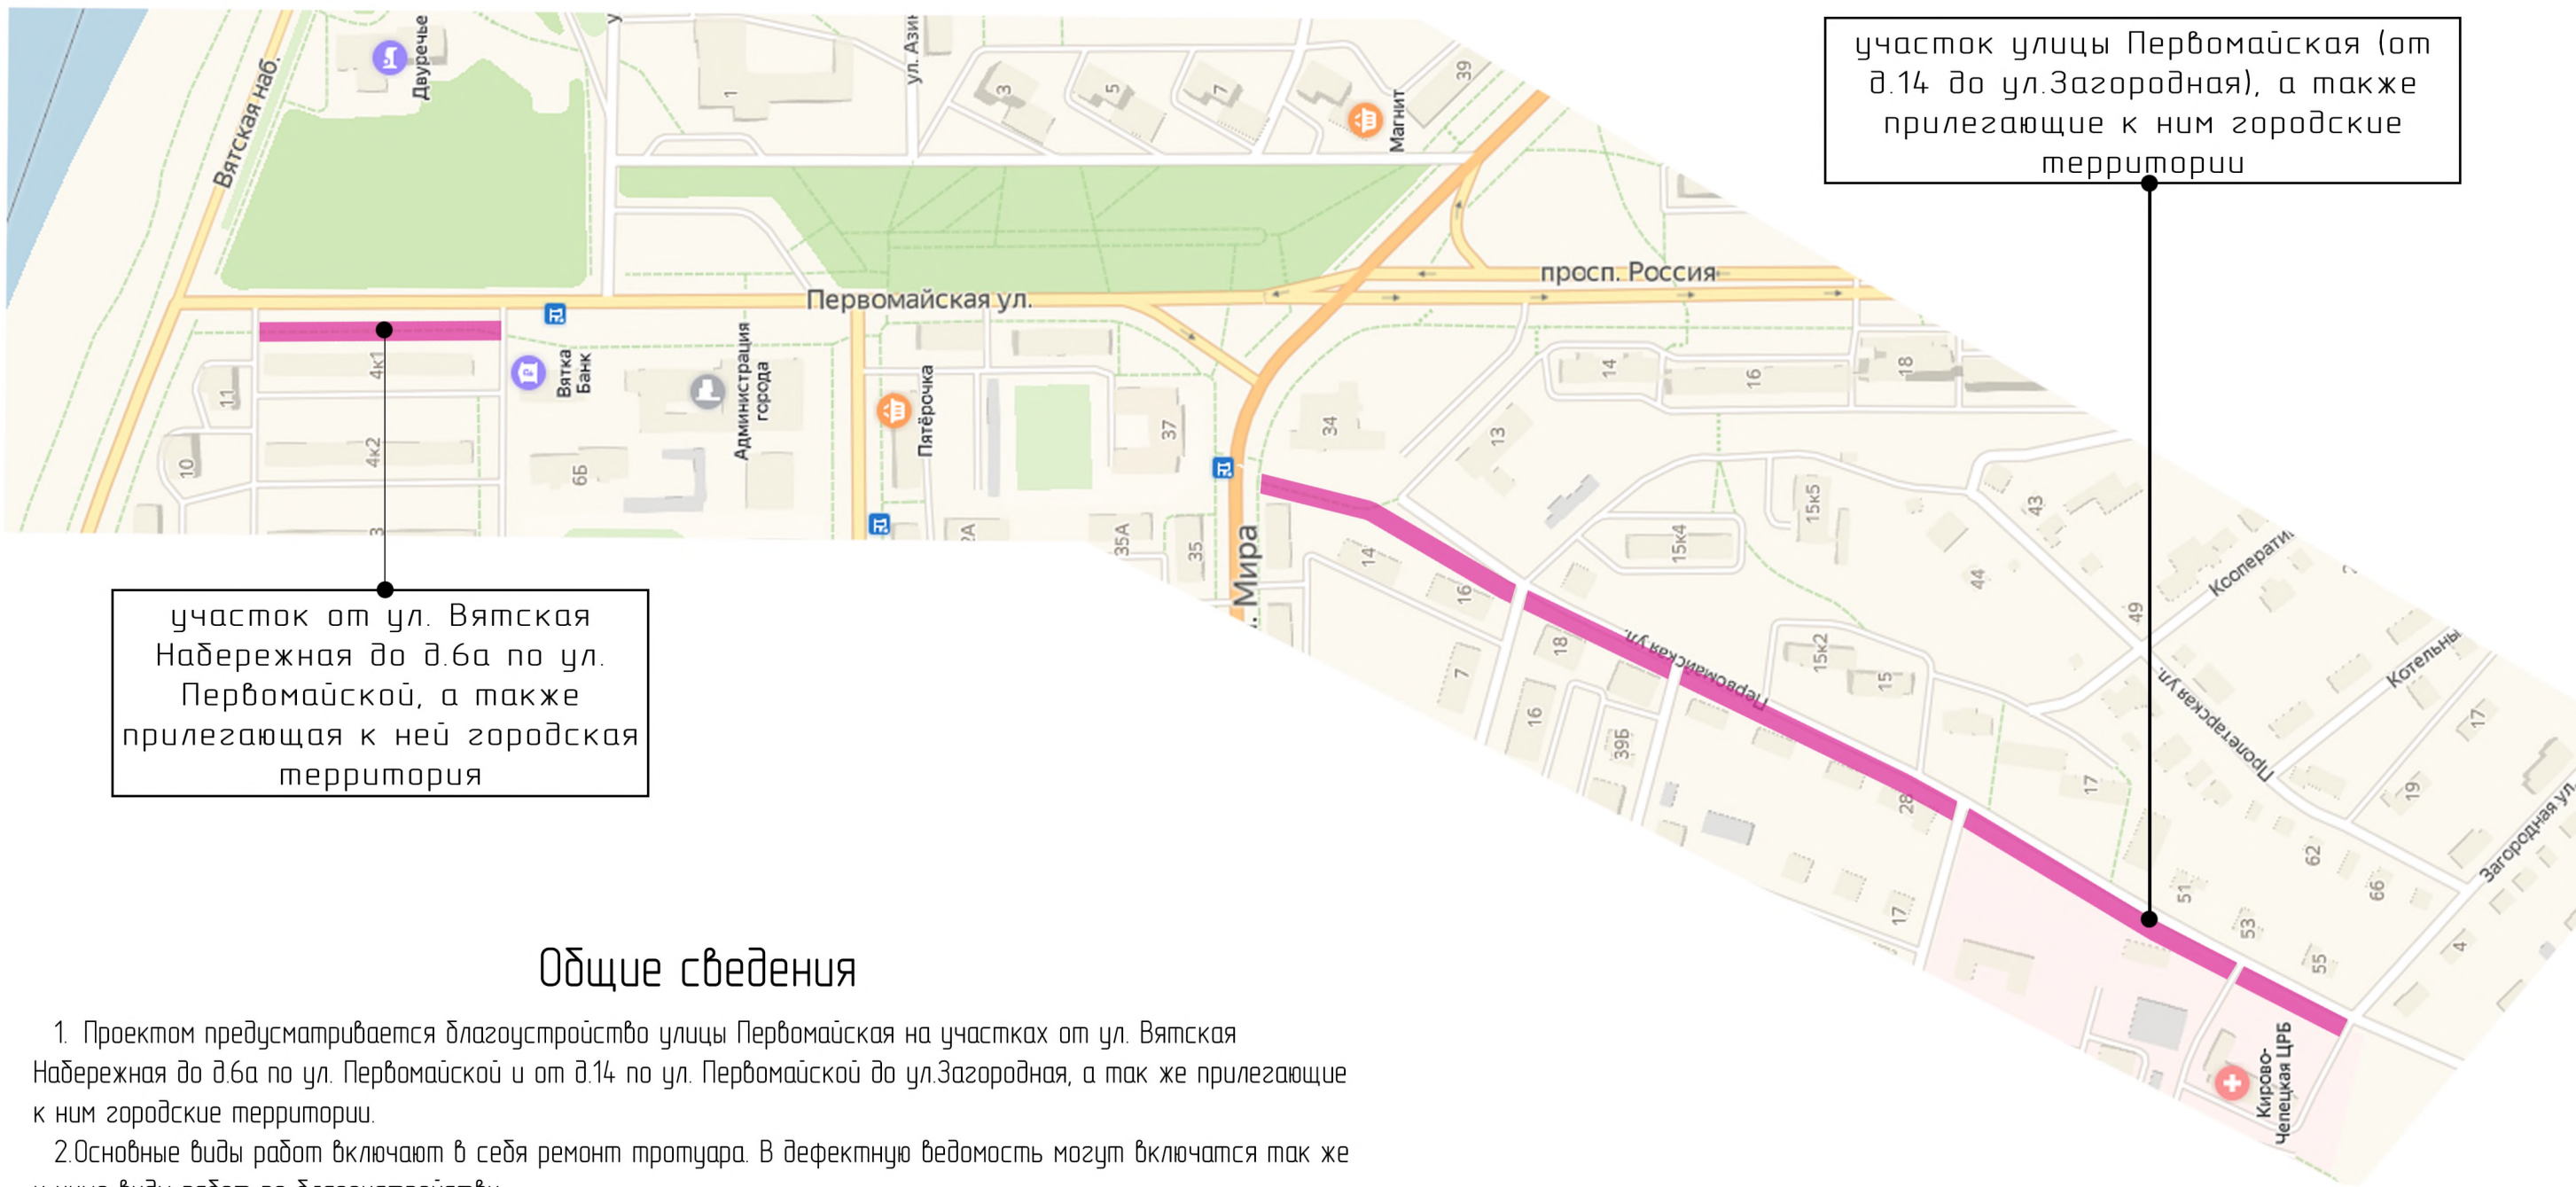 участок улицы Первомайская (от
д.14 до ул.Загородная), а также
прилегающие к ним городские
территории
Вятская наб.
Двуречье
ул. Ази
1
3
5
7
Магнит
39
Первомайская ул.
просп. Россия
11
10
4к1
4к2
3
Вятка
Банк
6Б
Администрация
города
Пятёрочка
37
35А
35
Мира
34
13
14
16
18
14
16
18
7
16
39Б
Первомайская ул.
15к5
15к4
15к2
15
43
44
49
Кооперати
Котельны
Пролетарская ул.
17
19
17
28
17
62
66
51
53
55
4
Загородная ул.
Кирово-
Чепецкая ЦРБ
участок от ул. Вятская
Набережная до д.6а по ул.
Первомайской, а также
прилегающая к ней городская
территория
Общие сведения
1. Проектом предусматривается благоустройство улицы Первомайская на участках от ул. Вятская
Набережная до д.6а по ул. Первомайской и от д.14 по ул. Первомайской до ул.Загородная, а так же прилегающие
к ним городские территории.
2.Основные виды работ включают в себя ремонт тротуара. В дефектную ведомость могут включатся так же